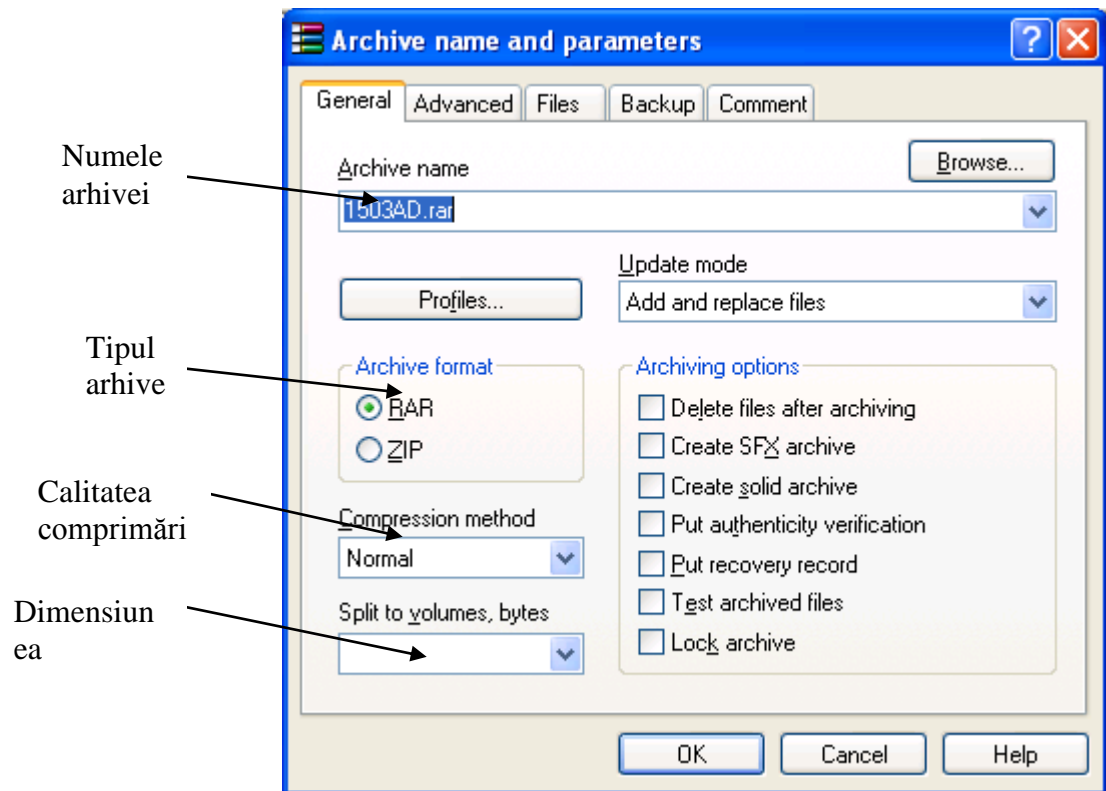 Archive name and parameters
General Advanced Files Backup Comment
Numele
arhivei
Archive name
Browse...
1503AD.rar
Update mode
Profiles...
Add and replace files
Tipul
arhive
Archive format
RAR
ZIP
Archiving options
Delete files after archiving
Create SFX archive
Create solid archive
Put authenticity verification
Put recovery record
Test archived files
Lock archive
Calitatea
comprimări
Compression method
Normal
Dimensiun
ea
Split to volumes, bytes
OK Cancel Help